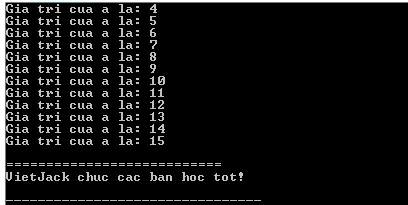 Gia tri cua a la: 4
Gia tri cua a la: 5
Gia tri cua a la: 6
Gia tri cua a la: 7
Gia tri cua a la: 8
Gia tri cua a la: 9
Gia tri cua a la: 10
Gia tri cua a la: 11
Gia tri cua a la: 12
Gia tri cua a la: 13
Gia tri cua a la: 14
Gia tri cua a la: 15
===========================
VietJack chuc cac ban hoc tot!
--------------------------------